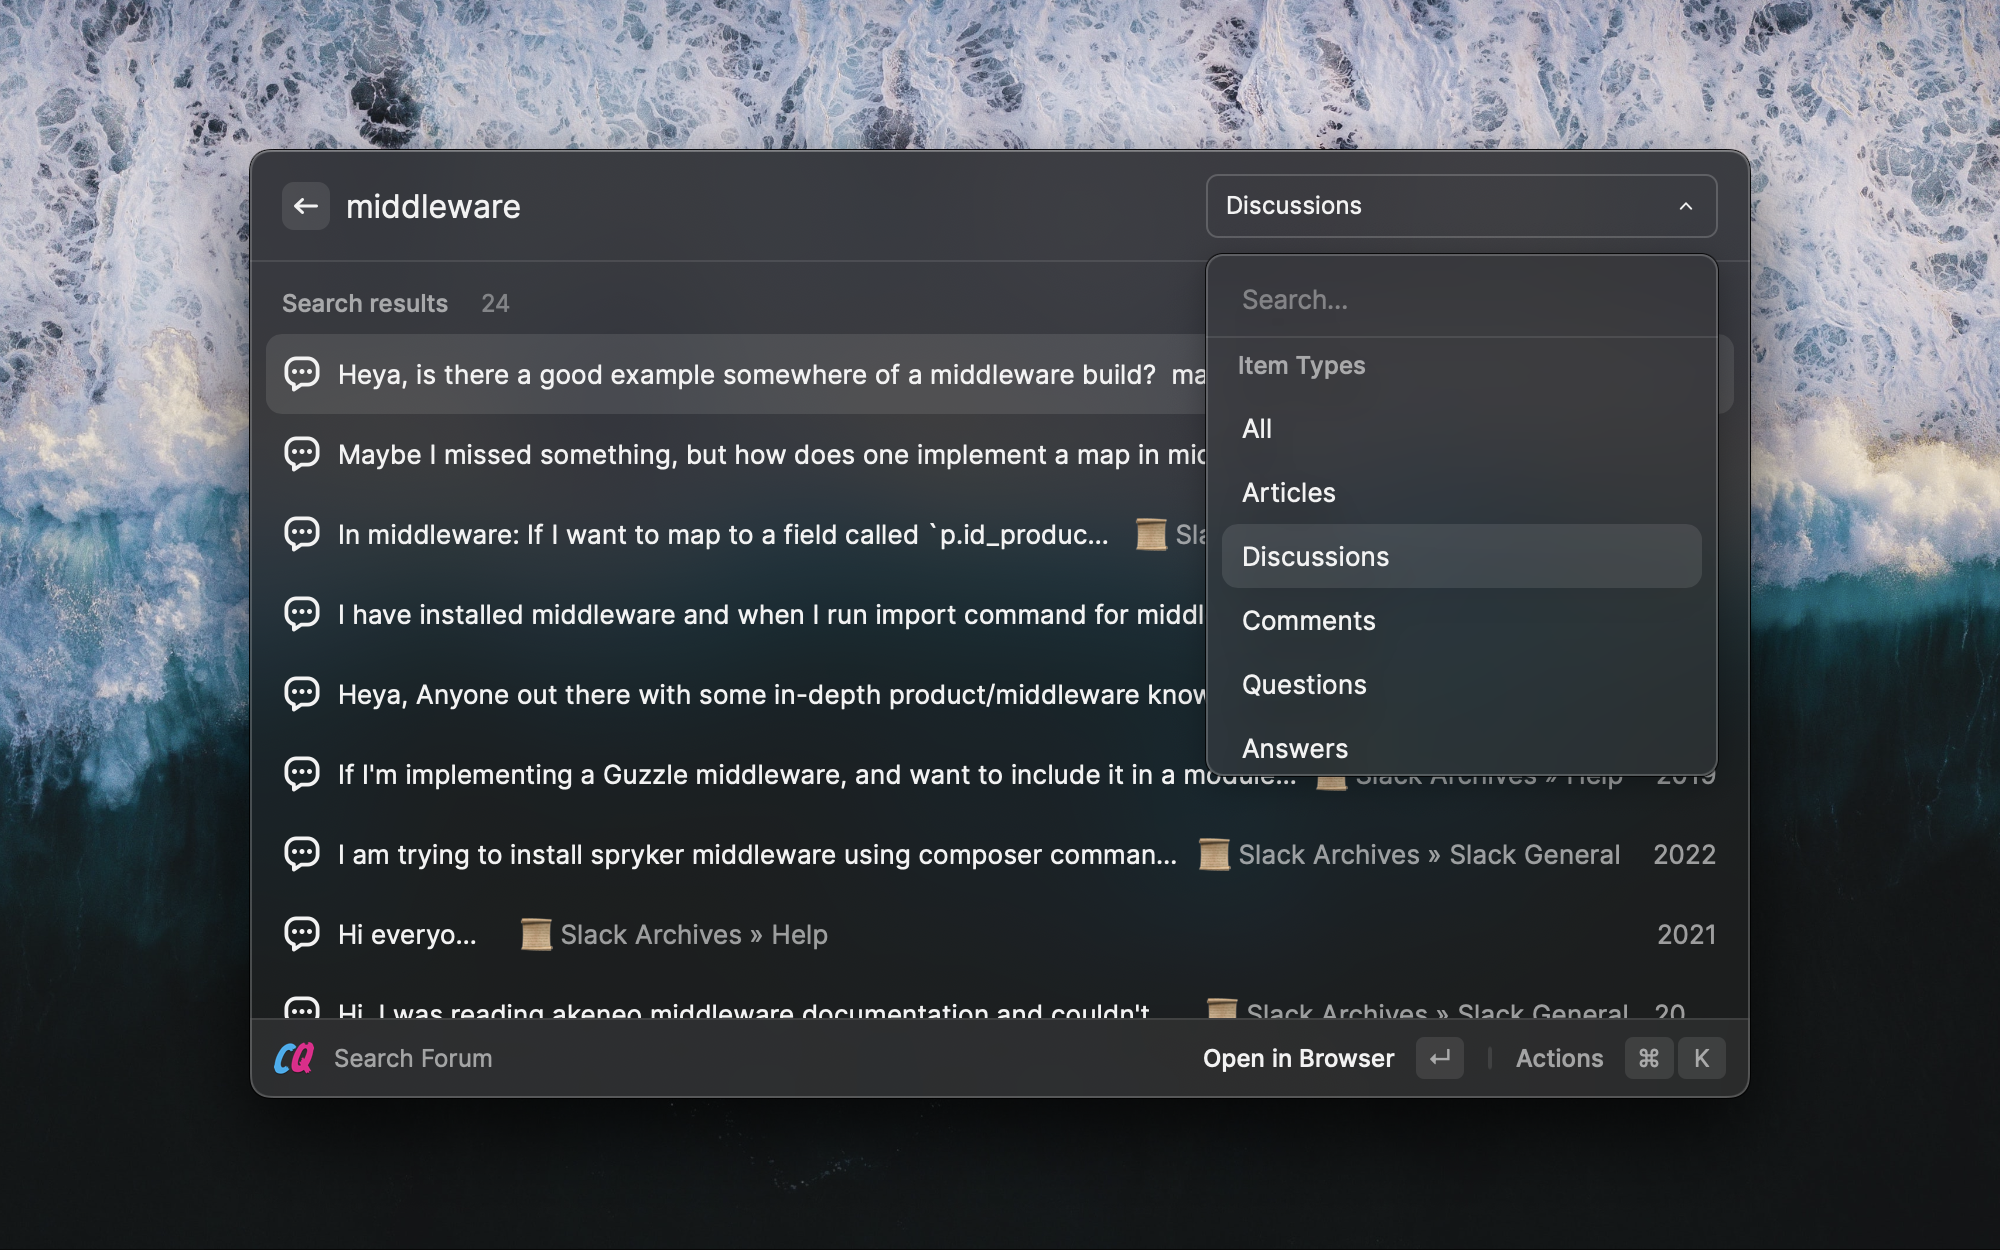 middleware
Discussions
Search results 24
Search...
Item Types
All
Articles
Discussions
Comments
Questions
Answers
Heya, is there a good example somewhere of a middleware build? ma
Maybe I missed something, but how does one implement a map in mid
In middleware: If I want to map to a field called `p.id_produc... Sla
I have installed middleware and when I run import command for middl
Heya, Anyone out there with some in-depth product/middleware know
If I'm implementing a Guzzle middleware, and want to include it in a module... Slack Archives » Help 2019
I am trying to install spryker middleware using composer comman... Slack Archives » Slack General 2022
Hi everyo... Slack Archives » Help 2021
Hi, I was reading akeneo middleware documentation and couldn't Slack Archives » Slack General 20
CQ Search Forum Open in Browser ↵ Actions ⌘ K